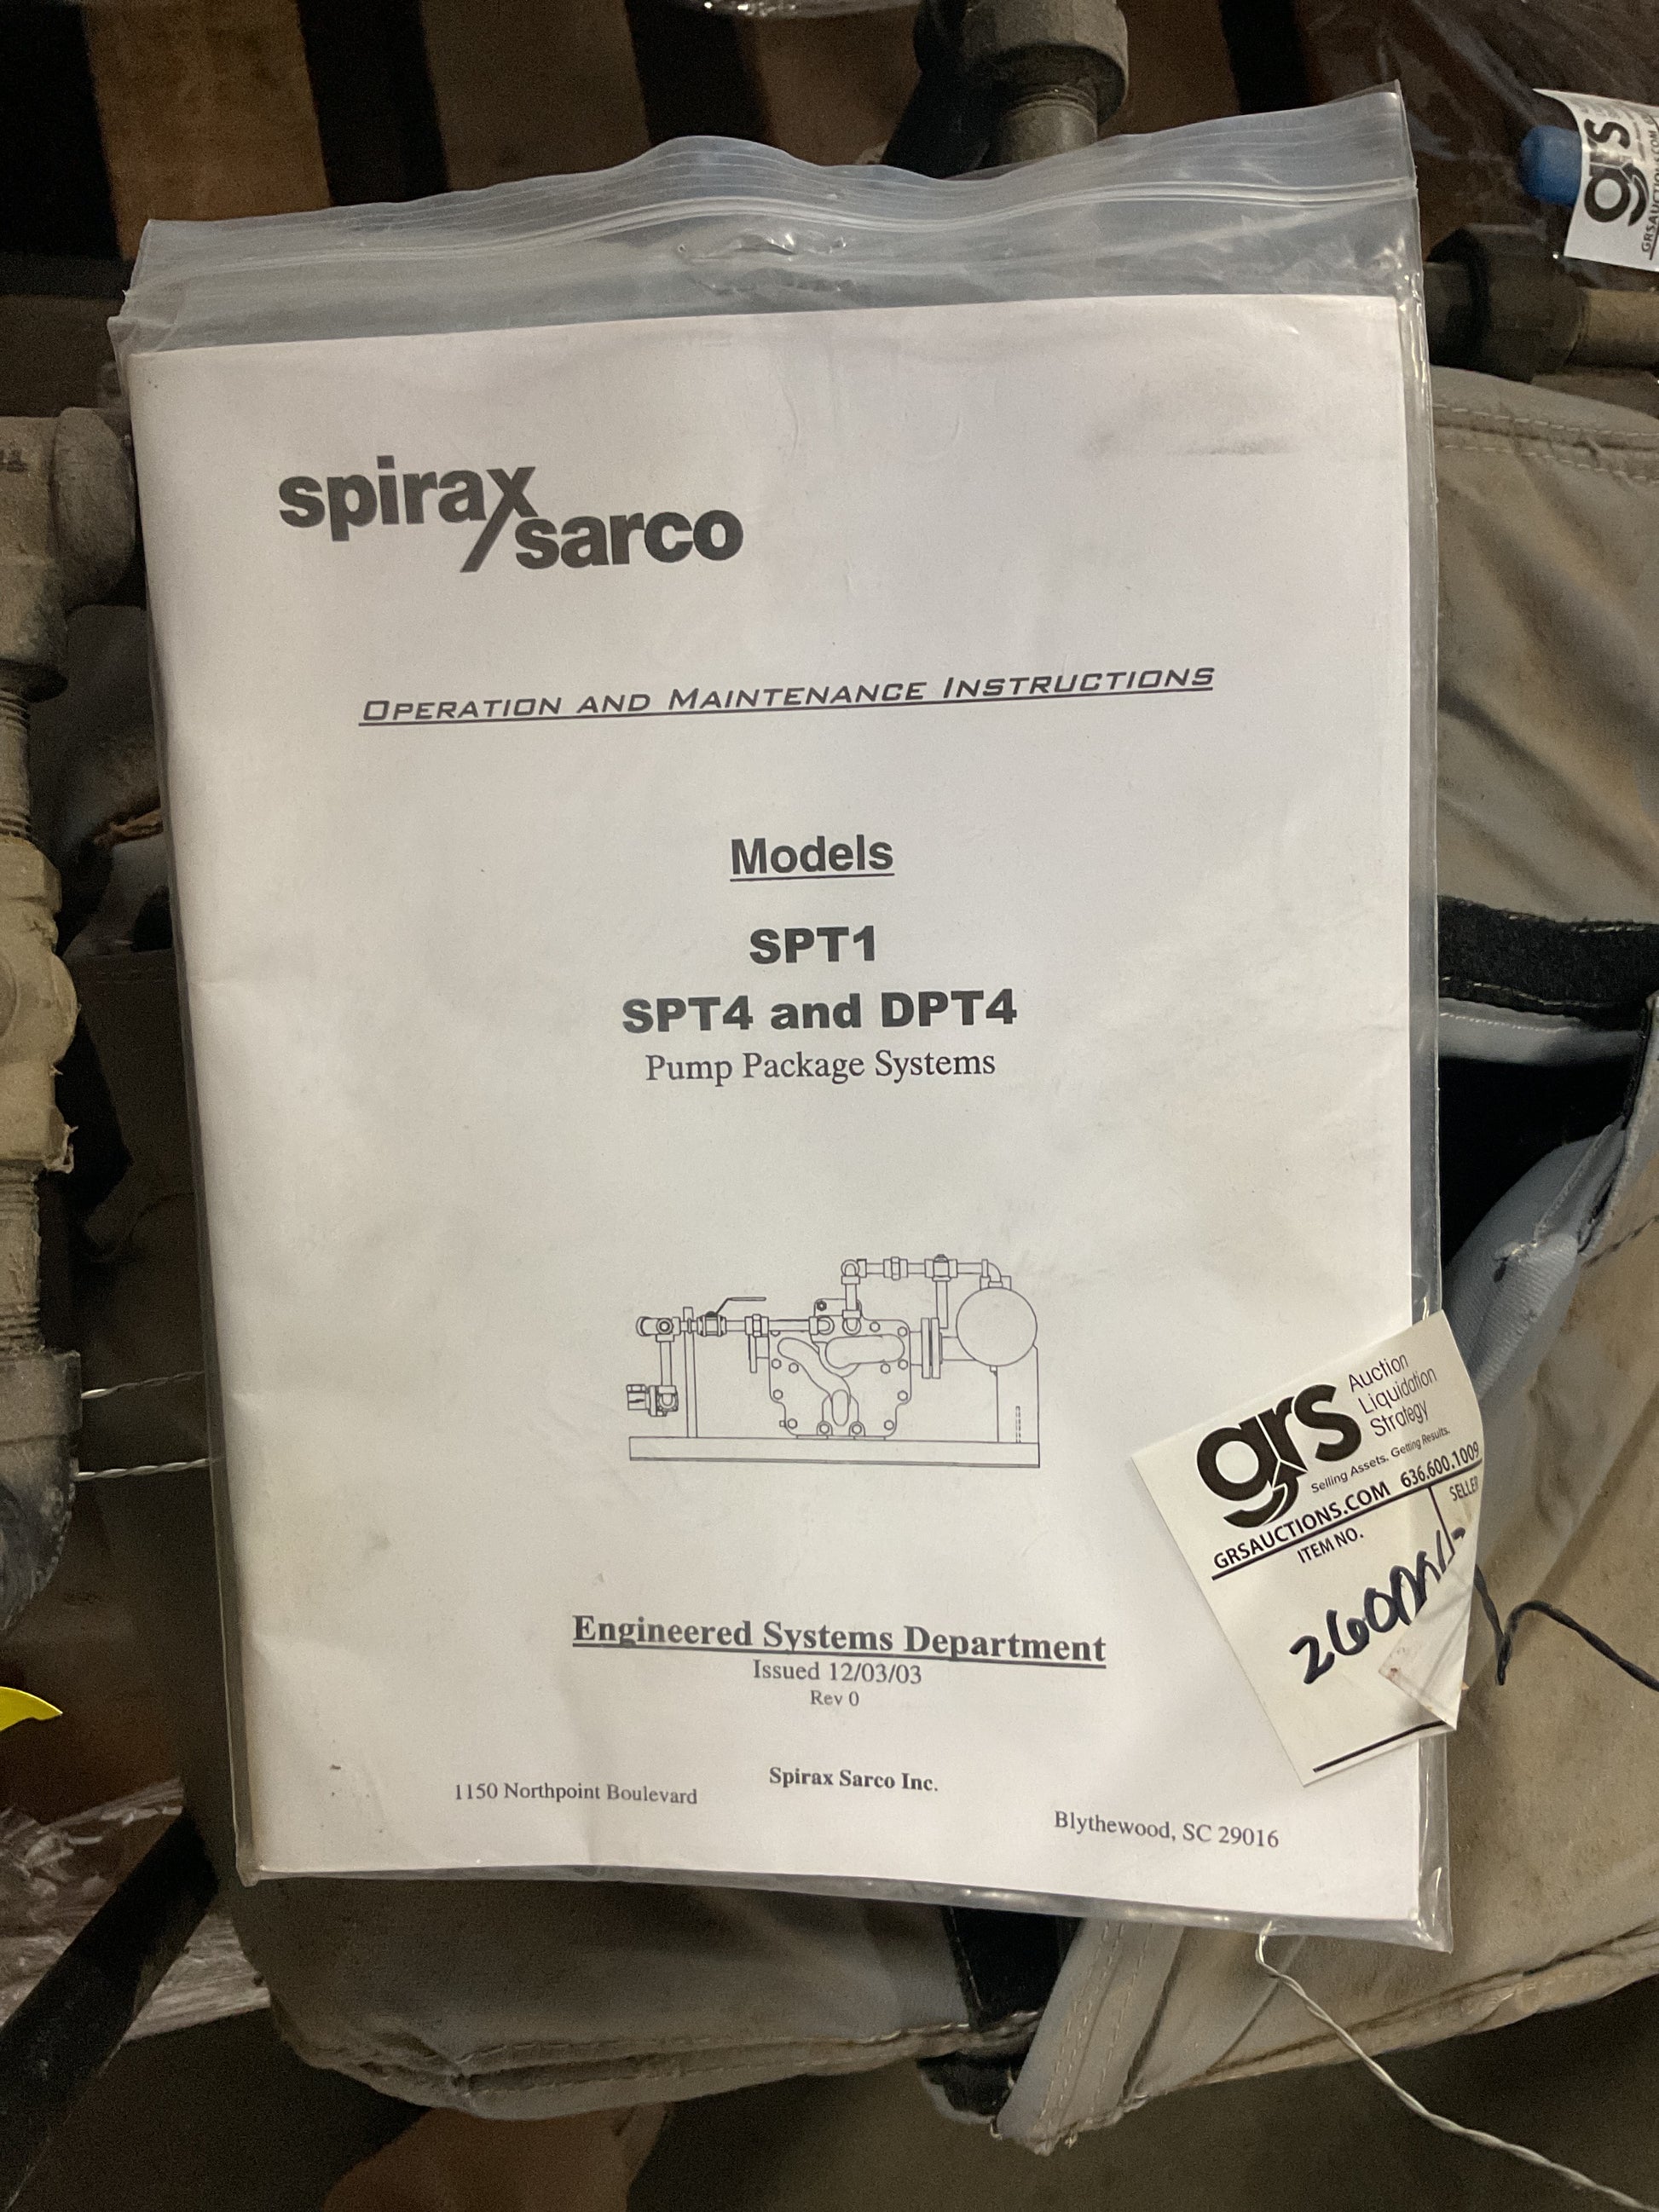 spirax
sarco
OPERATION AND MAINTENANCE INSTRUCTIONS
Models
SPT1
SPT4 and DPT4
Pump Package Systems
Engineered Systems Department
Issued 12/03/03
Rev 0
Spirax Sarco Inc.
1150 Northpoint Boulevard
Blythewood, SC 29016
grs
Auction
Liquidation
Strategy
Selling Assets. Getting Results.
GRSAUCTIONS.COM 636.600.1009
ITEM NO.
SELLER
grs